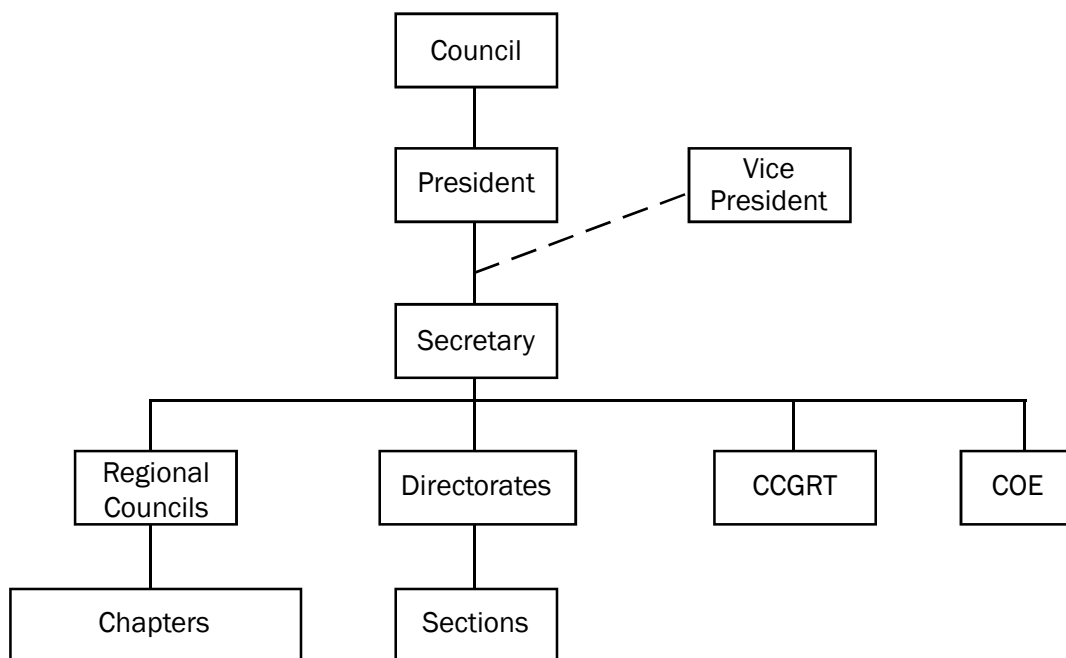 Council
President
Vice
President
Secretary
Regional
Councils
Directorates
CCGRT
COE
Chapters
Sections